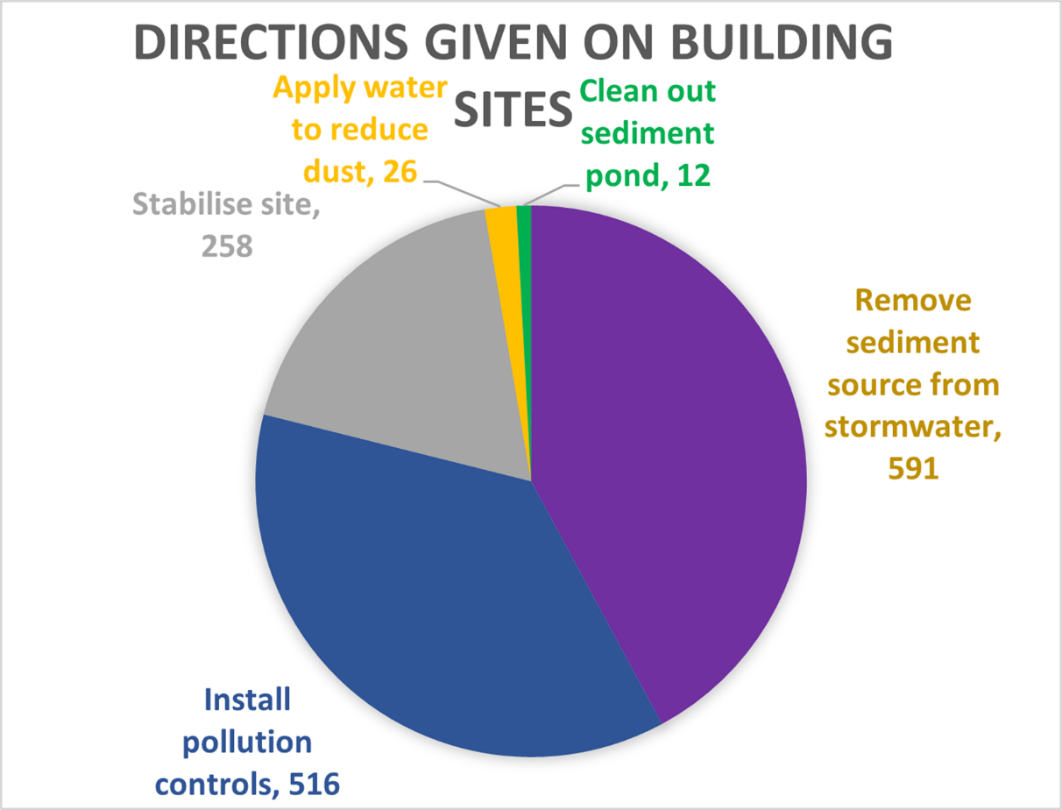 DIRECTIONS GIVEN ON BUILDING
SITES
Apply water
to reduce
dust, 26
Clean out
sediment
pond, 12
Stabilise site,
258
Remove
sediment
source from
stormwater,
591
Install
pollution
controls, 516